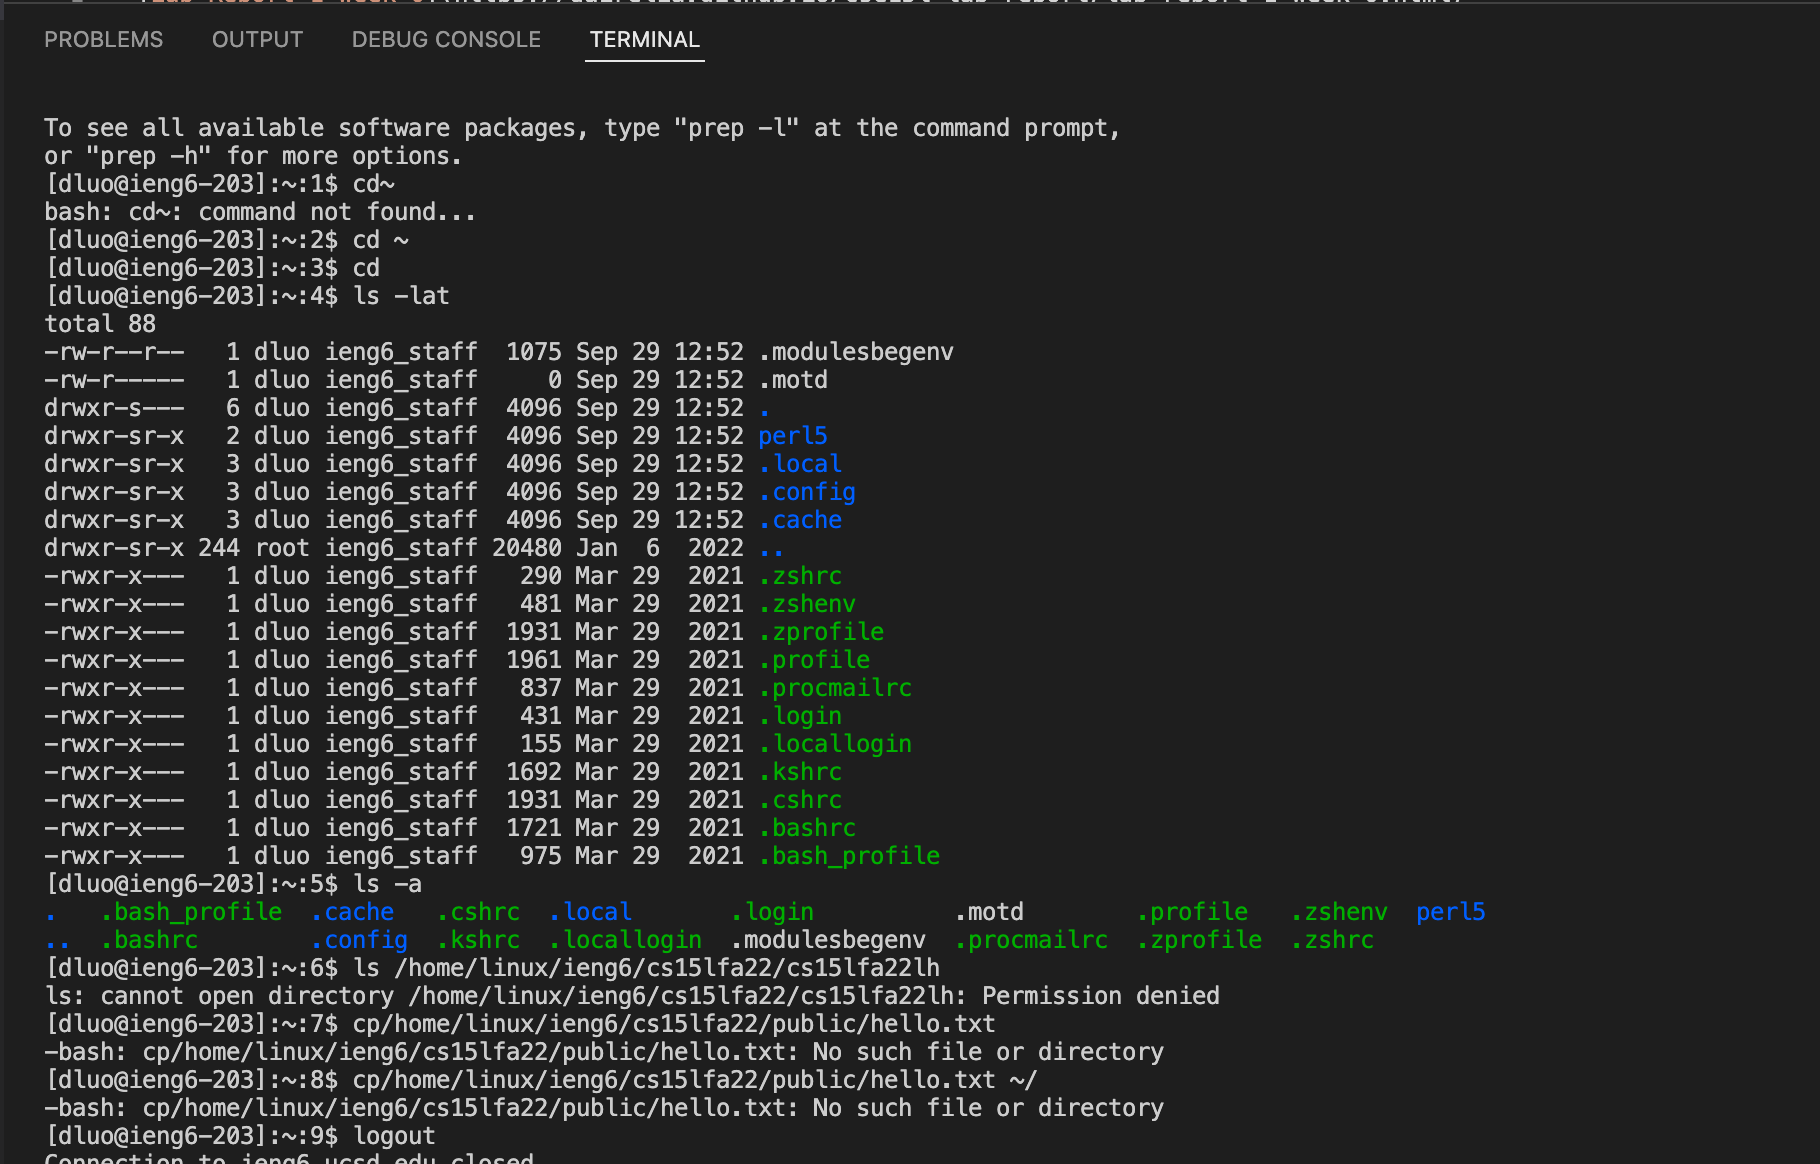 PROBLEMS OUTPUT DEBUG CONSOLE TERMINAL
To see all available software packages, type "prep -l" at the command prompt,
or "prep -h" for more options.
[dluo@ieng6-203]:~:1$ cd~
bash: cd~: command not found...
[dluo@ieng6-203]:~:2$ cd ~
[dluo@ieng6-203]:~:3$ cd
[dluo@ieng6-203]:~:4$ ls -lat
total 88
-rw-r--r--   1 dluo ieng6_staff  1075 Sep 29 12:52 .modulesbegenv
-rw-r-----   1 dluo ieng6_staff     0 Sep 29 12:52 .motd
drwxr-s---   6 dluo ieng6_staff  4096 Sep 29 12:52 .
drwxr-sr-x   2 dluo ieng6_staff  4096 Sep 29 12:52 perl5
drwxr-sr-x   3 dluo ieng6_staff  4096 Sep 29 12:52 .local
drwxr-sr-x   3 dluo ieng6_staff  4096 Sep 29 12:52 .config
drwxr-sr-x   3 dluo ieng6_staff  4096 Sep 29 12:52 .cache
drwxr-sr-x 244 root ieng6_staff 20480 Jan  6  2022 ..
-rwxr-x---   1 dluo ieng6_staff   290 Mar 29  2021 .zshrc
-rwxr-x---   1 dluo ieng6_staff   481 Mar 29  2021 .zshenv
-rwxr-x---   1 dluo ieng6_staff  1931 Mar 29  2021 .zprofile
-rwxr-x---   1 dluo ieng6_staff  1961 Mar 29  2021 .profile
-rwxr-x---   1 dluo ieng6_staff   837 Mar 29  2021 .procmailrc
-rwxr-x---   1 dluo ieng6_staff   431 Mar 29  2021 .login
-rwxr-x---   1 dluo ieng6_staff   155 Mar 29  2021 .locallogin
-rwxr-x---   1 dluo ieng6_staff  1692 Mar 29  2021 .kshrc
-rwxr-x---   1 dluo ieng6_staff  1931 Mar 29  2021 .cshrc
-rwxr-x---   1 dluo ieng6_staff  1721 Mar 29  2021 .bashrc
-rwxr-x---   1 dluo ieng6_staff   975 Mar 29  2021 .bash_profile
[dluo@ieng6-203]:~:5$ ls -a
.   .bash_profile  .cache   .cshrc  .local       .login          .motd        .profile   .zshenv  perl5
..  .bashrc        .config  .kshrc  .locallogin  .modulesbegenv  .procmailrc  .zprofile  .zshrc
[dluo@ieng6-203]:~:6$ ls /home/linux/ieng6/cs15lfa22/cs15lfa22lh
ls: cannot open directory /home/linux/ieng6/cs15lfa22/cs15lfa22lh: Permission denied
[dluo@ieng6-203]:~:7$ cp/home/linux/ieng6/cs15lfa22/public/hello.txt
-bash: cp/home/linux/ieng6/cs15lfa22/public/hello.txt: No such file or directory
[dluo@ieng6-203]:~:8$ cp/home/linux/ieng6/cs15lfa22/public/hello.txt ~/
-bash: cp/home/linux/ieng6/cs15lfa22/public/hello.txt: No such file or directory
[dluo@ieng6-203]:~:9$ logout
Connection to ieng6.ucsd.edu closed.